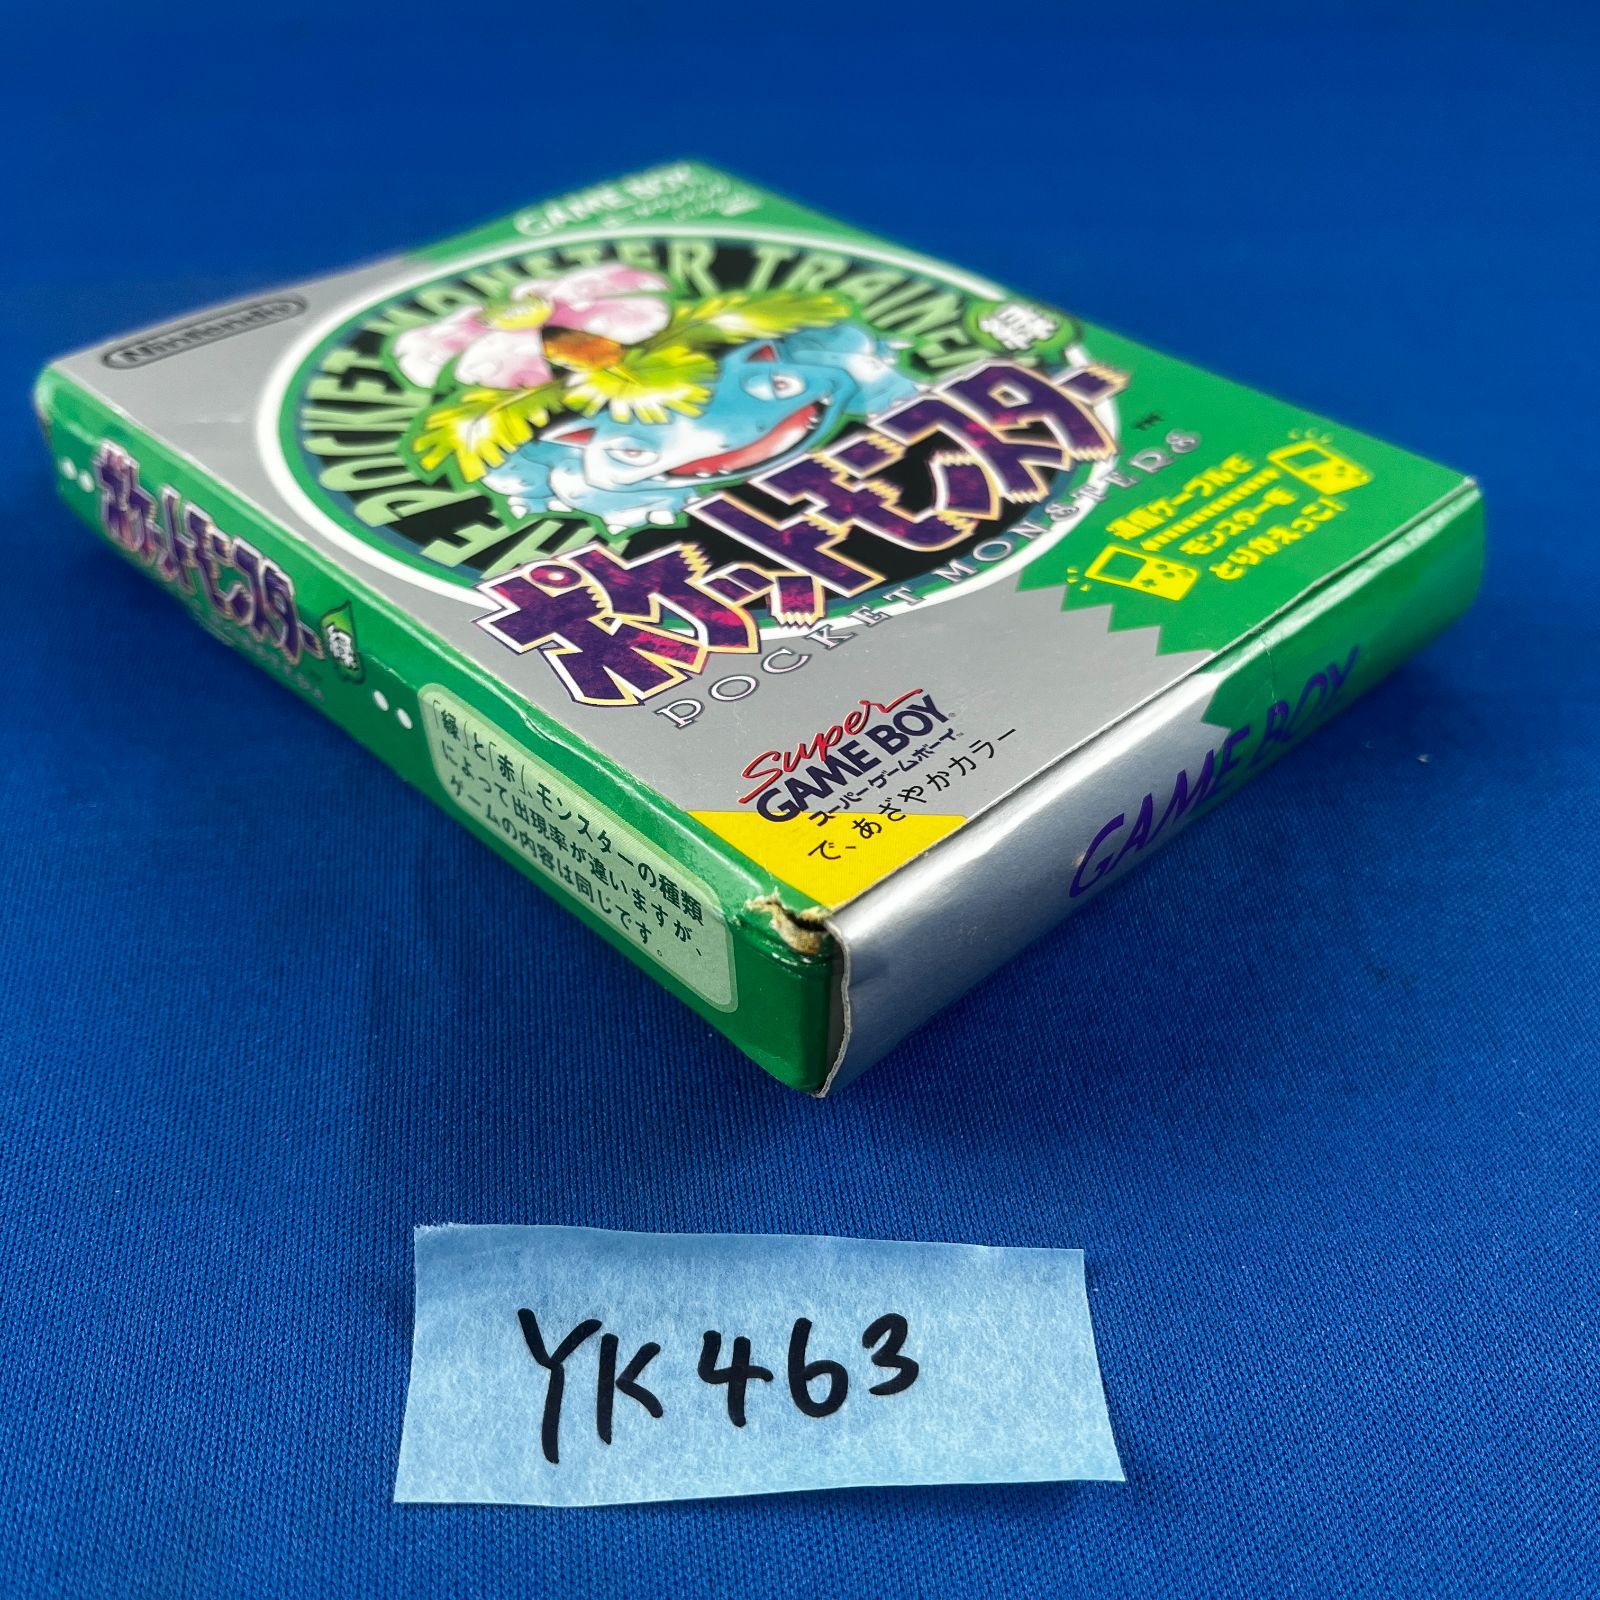 GAME BOY
Nintendo
POCKET MONSTER TRAINER
緑
ポケットモンスター
TM
POCKET MONSTERS
通信ケーブルで
モンスターを
とりかえっこ!
Super
GAME BOY
スーパーゲームボーイ
で、あざやかカラー
ポケットモンスター
緑
「緑」と「赤」、モンスターの種類
によって出現率が違いますが、
ゲームの内容は同じです。
GAME BOY
YK463